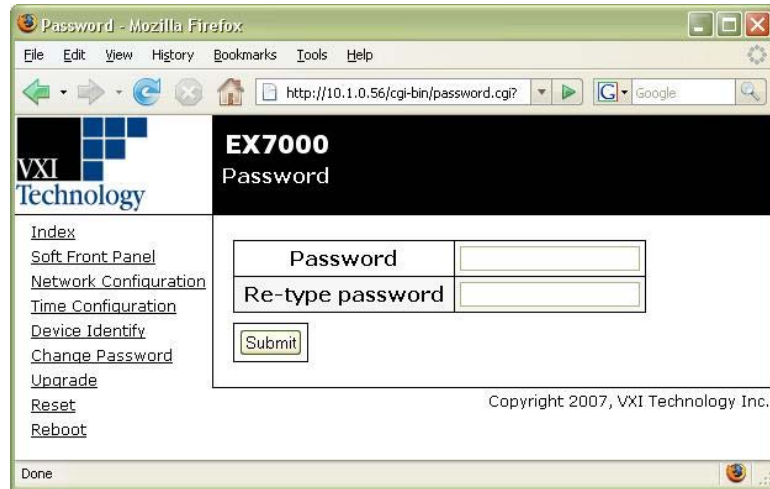 Password - Mozilla Firefox
File Edit View History Bookmarks Tools Help
http://10.1.0.56/cgi-bin/password.cgi? G Google
VXI
Technology
EX7000
Password
Index
Soft Front Panel
Network Configuration
Time Configuration
Device Identify
Change Password
Upgrade
Reset
Reboot
Password
Re-type password
Submit
Copyright 2007, VXI Technology Inc.
Done